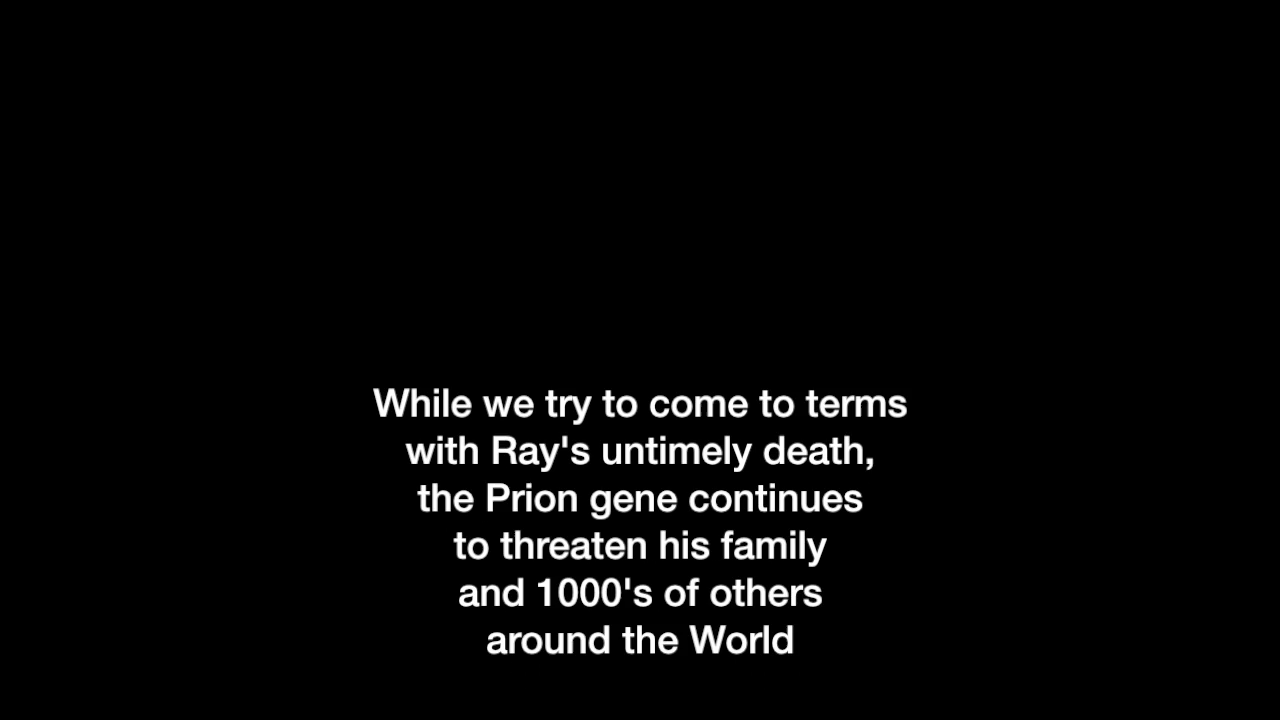 While we try to come to terms
with Ray's untimely death,
the Prion gene continues
to threaten his family
and 1000's of others
around the World